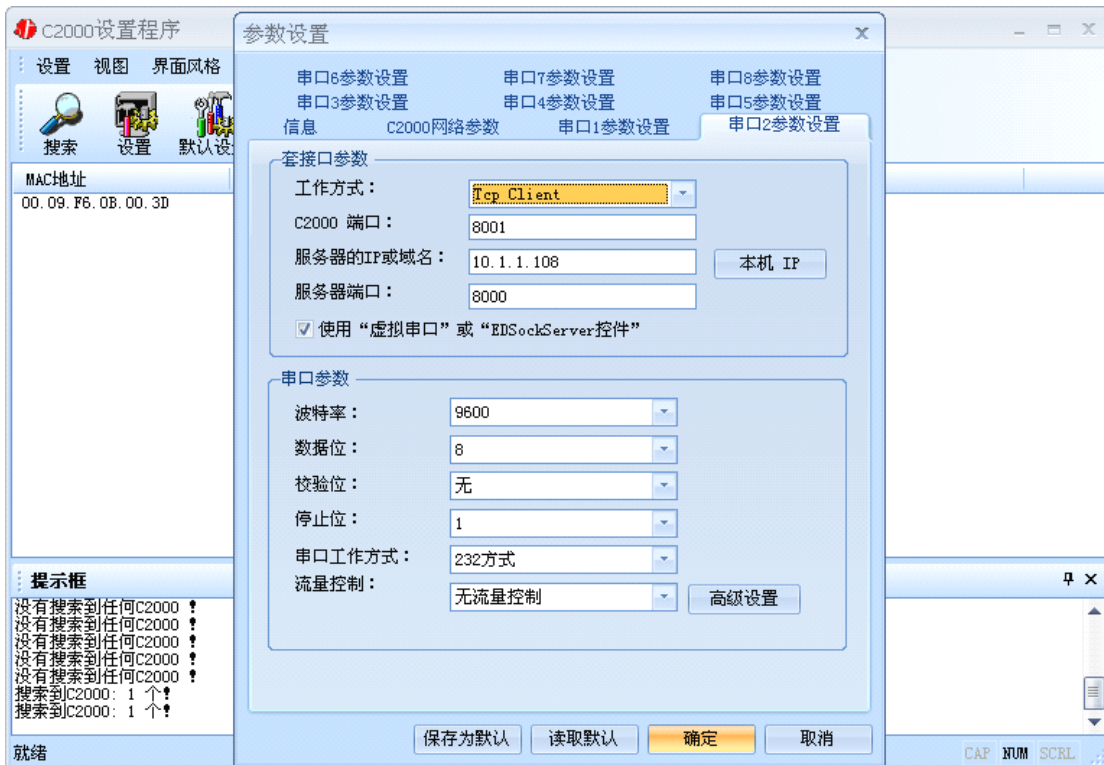 C2000设置程序
设置 视图 界面风格
搜索 设置 默认设
MAC地址
00.09.F6.0B.00.3D
参数设置
串口6参数设置 串口7参数设置 串口8参数设置
串口3参数设置 串口4参数设置 串口5参数设置
信息 C2000网络参数 串口1参数设置 串口2参数设置
套接口参数
工作方式： Tcp Client
C2000 端口： 8001
服务器的IP或域名： 10.1.1.108 本机 IP
服务器端口： 8000
使用“虚拟串口”或“EDSockServer控件”
串口参数
波特率： 9600
数据位： 8
校验位： 无
停止位： 1
串口工作方式： 232方式
流量控制： 无流量控制 高级设置
保存为默认 读取默认 确定 取消
提示框
没有搜索到任何C2000 !
没有搜索到任何C2000 !
没有搜索到任何C2000 !
没有搜索到任何C2000 !
没有搜索到任何C2000 !
搜索到C2000: 1 个!
搜索到C2000: 1 个!
就绪
CAP NUM SCRL